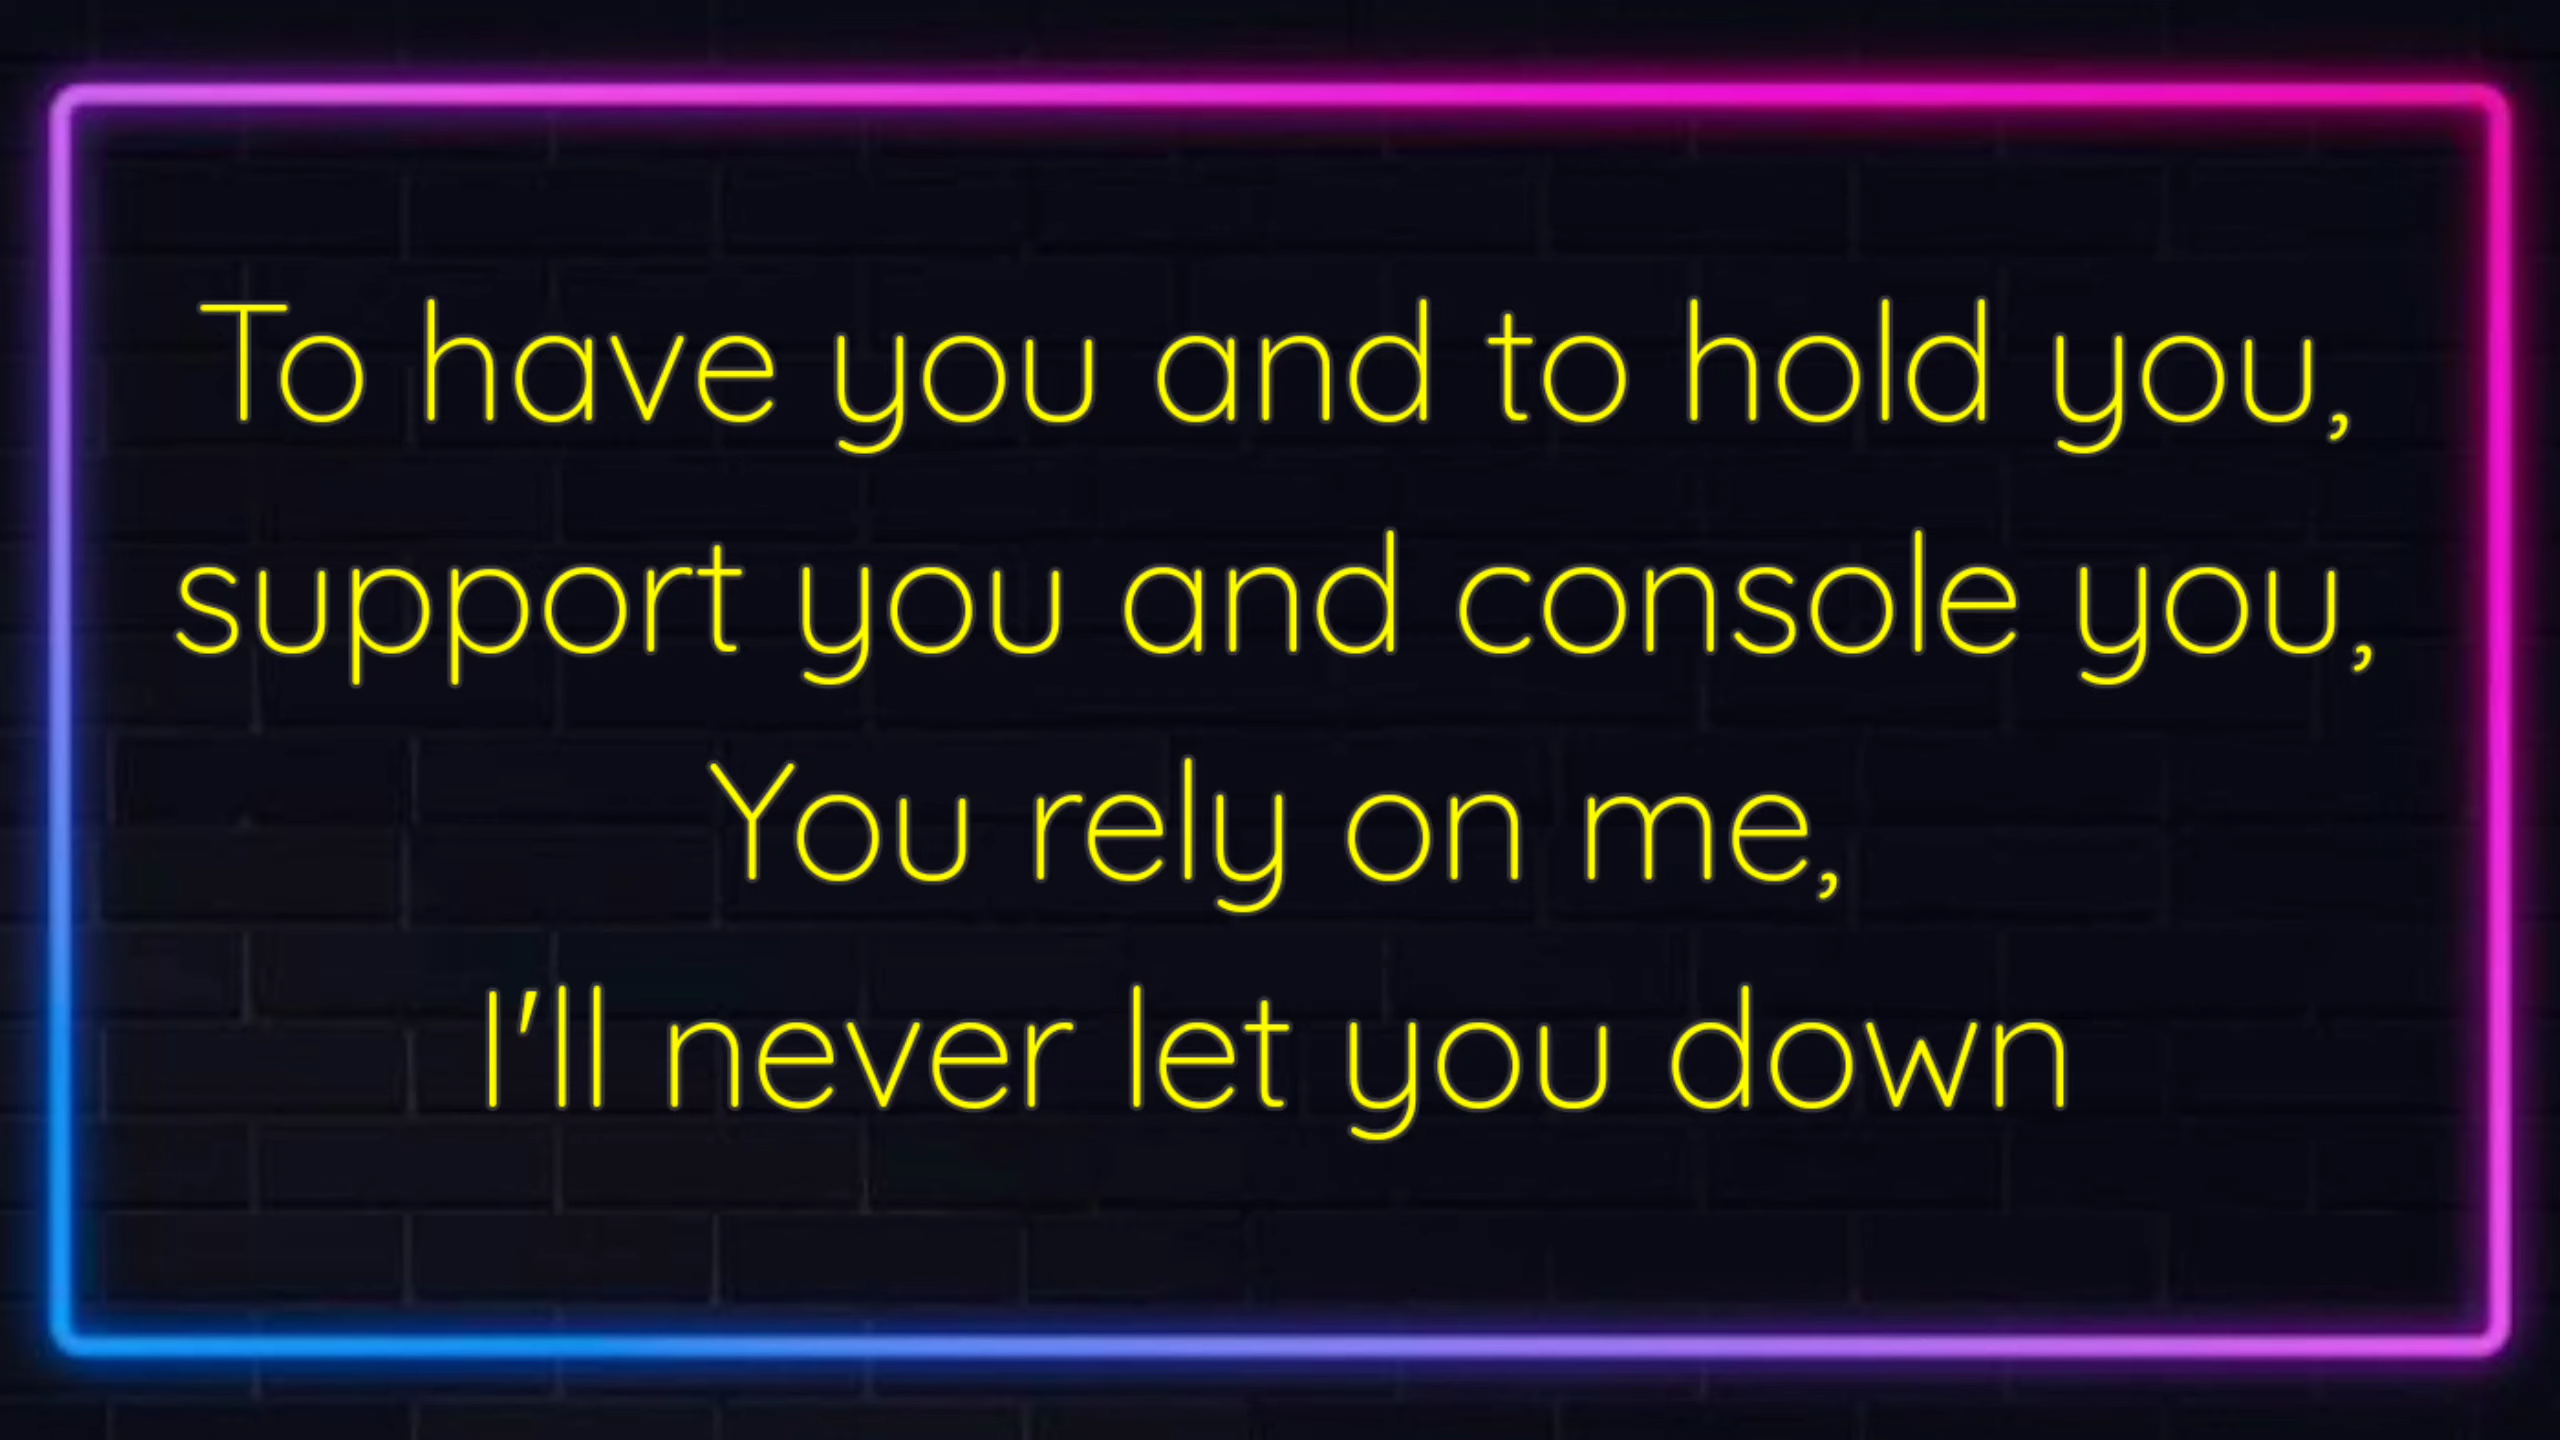 To have you and to hold you,
support you and console you,
You rely on me,
I'll never let you down